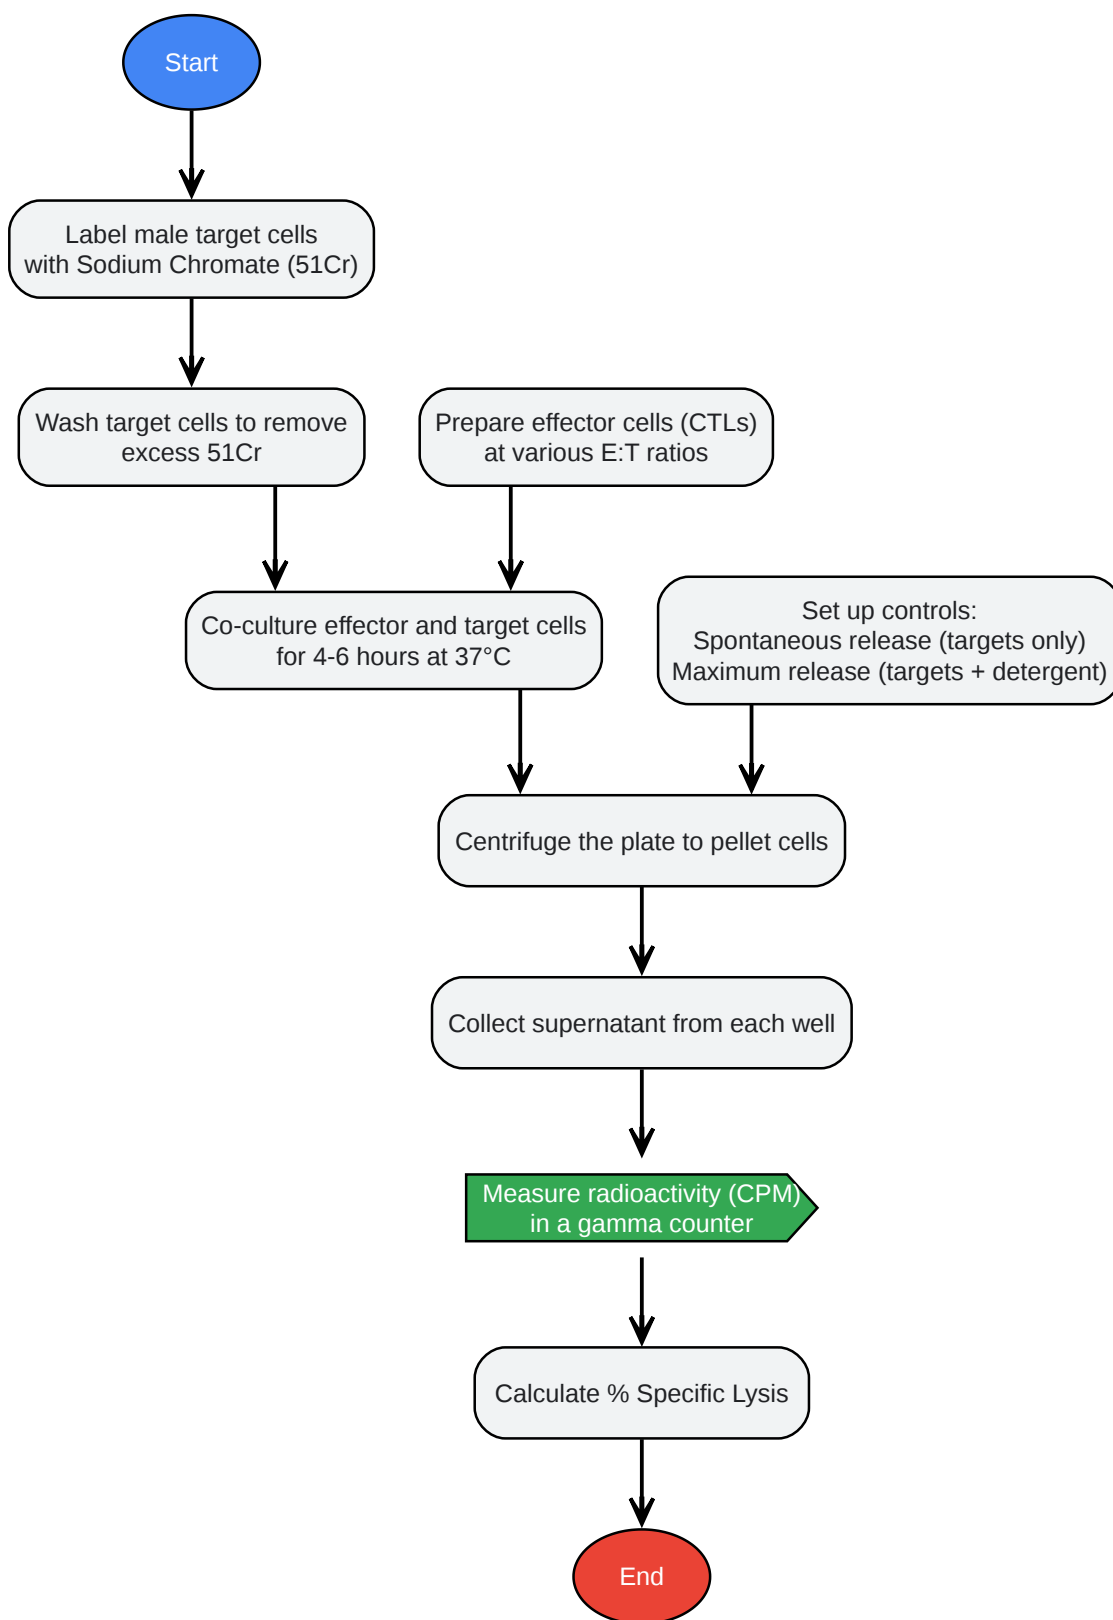 Start
Label male target cells
with Sodium Chromate (51Cr)
Wash target cells to remove
excess 51Cr
Prepare effector cells (CTLs)
at various E:T ratios
Co-culture effector and target cells
for 4-6 hours at 37°C
Set up controls:
Spontaneous release (targets only)
Maximum release (targets + detergent)
Centrifuge the plate to pellet cells
Collect supernatant from each well
Measure radioactivity (CPM)
in a gamma counter
Calculate % Specific Lysis
End